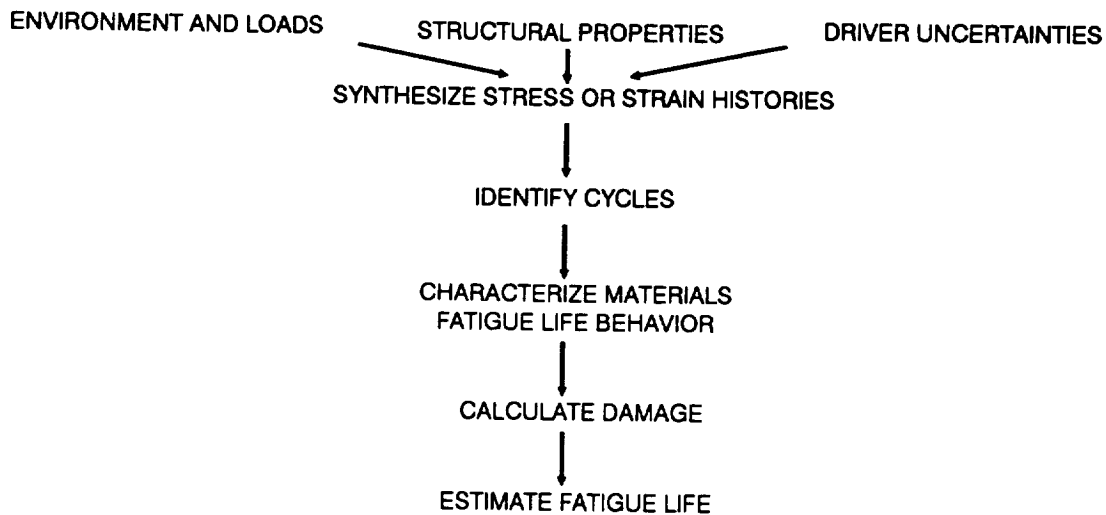 ENVIRONMENT AND LOADS
STRUCTURAL PROPERTIES
DRIVER UNCERTAINTIES
SYNTHESIZE STRESS OR STRAIN HISTORIES
IDENTIFY CYCLES
CHARACTERIZE MATERIALS
FATIGUE LIFE BEHAVIOR
CALCULATE DAMAGE
ESTIMATE FATIGUE LIFE